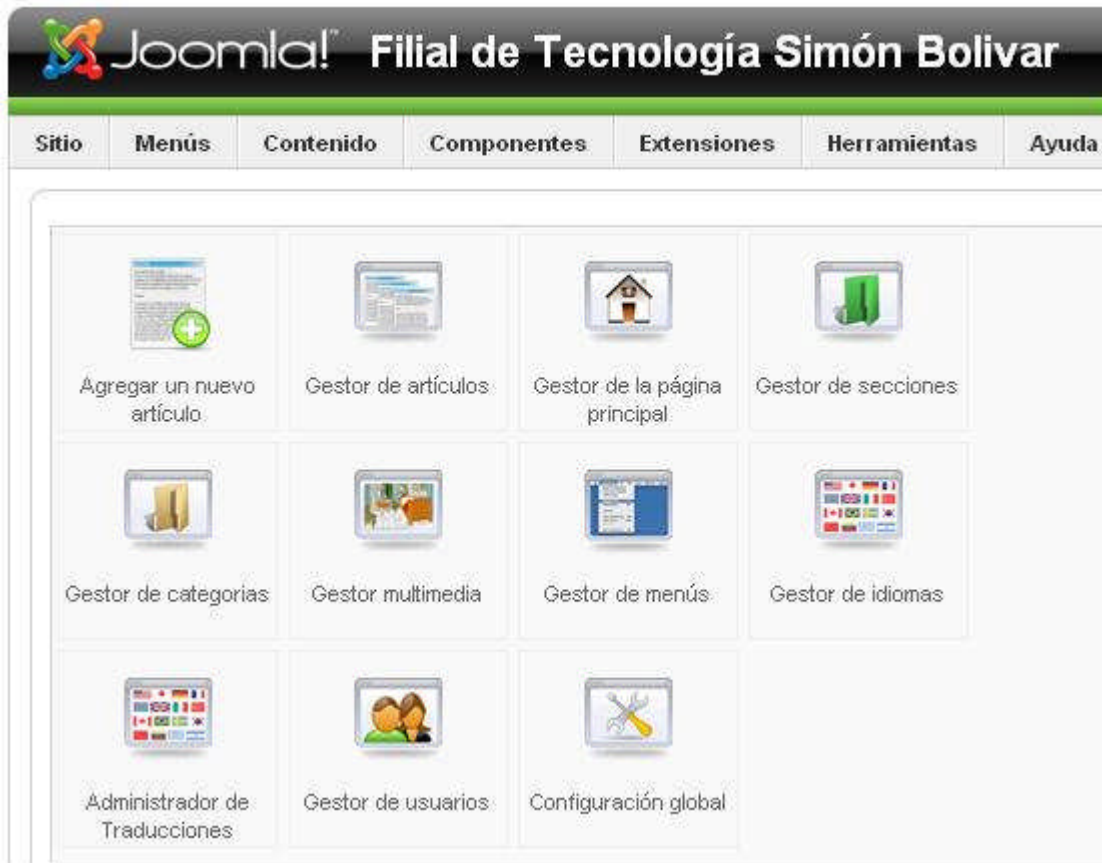 Joomla!™ Filial de Tecnología Simón Bolivar
Sitio Menús Contenido Componentes Extensiones Herramientas Ayuda
Agregar un nuevo
artículo
Gestor de artículos
Gestor de la página
principal
Gestor de secciones
Gestor de categorias
Gestor multimedia
Gestor de menús
Gestor de idiomas
Administrador de
Traducciones
Gestor de usuarios
Configuración global